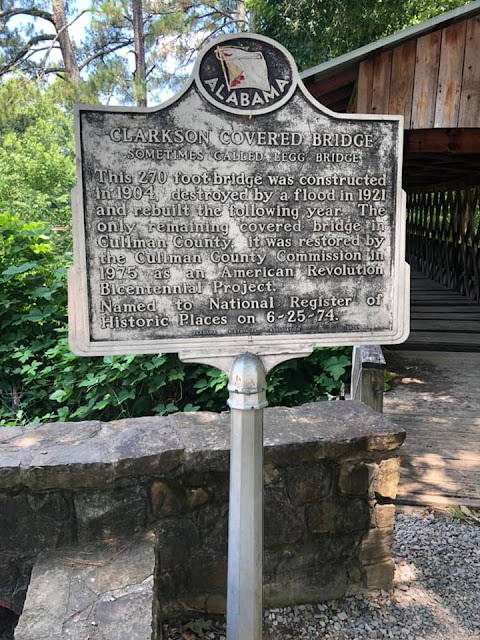 ALABAMA
CLARKSON COVERED BRIDGE
SOMETIMES CALLED LEGG BRIDGE
This 270 foot bridge was constructed
in 1904, destroyed by a flood in 1921
and rebuilt the following year. The
only remaining covered bridge in
Cullman County, it was restored by
the Cullman County Commission in
1975 as an American Revolution
Bicentennial Project.
Named to National Register of
Historic Places on 6-25-74.